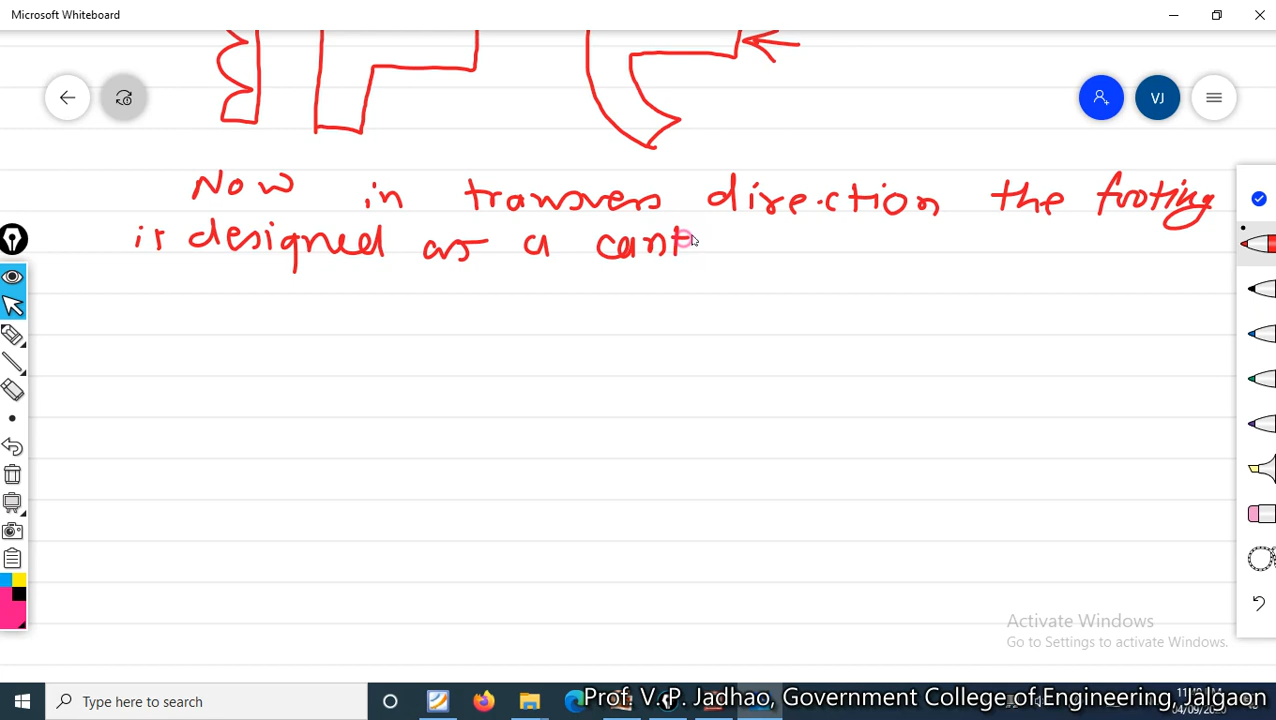 Microsoft Whiteboard
VJ
Now in transvers direction the footing
is designed as a cant
Activate Windows
Go to Settings to activate Windows.
Type here to search
Prof. V. P. Jadhao, Government College of Engineering, Jalgaon